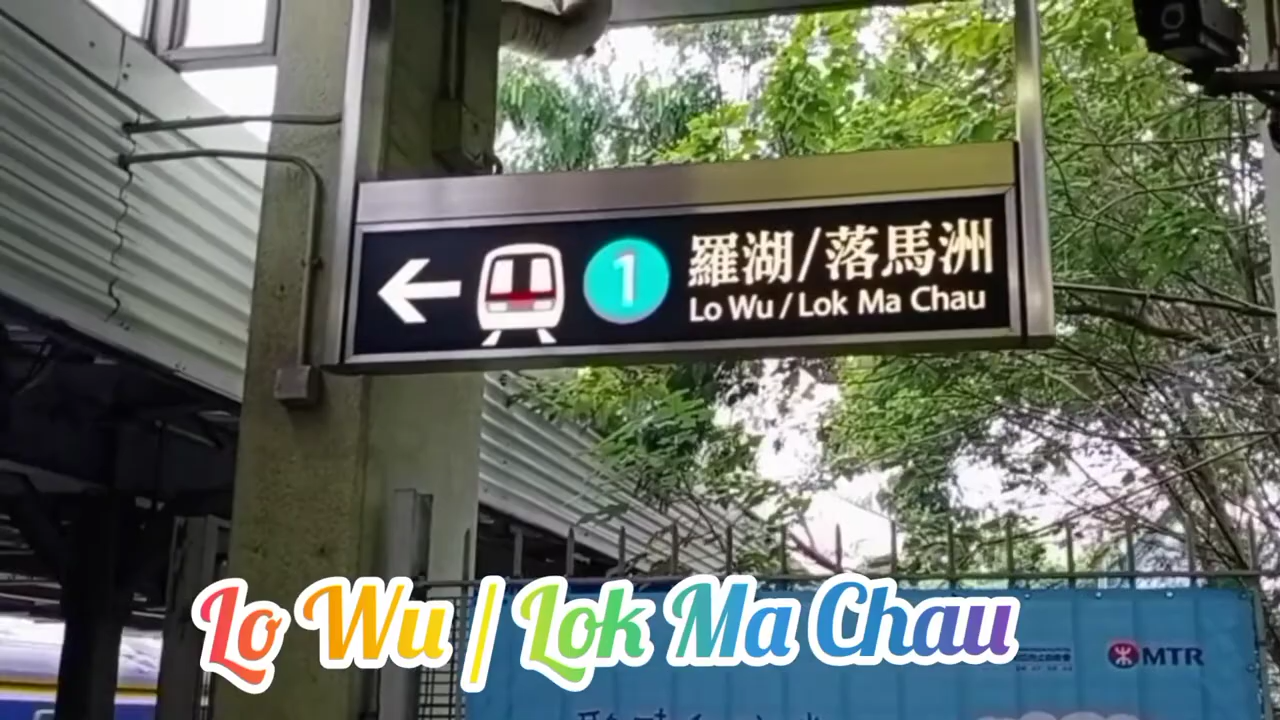 1 羅湖/落馬洲
Lo Wu / Lok Ma Chau
Lo Wu / Lok Ma Chau
MTR